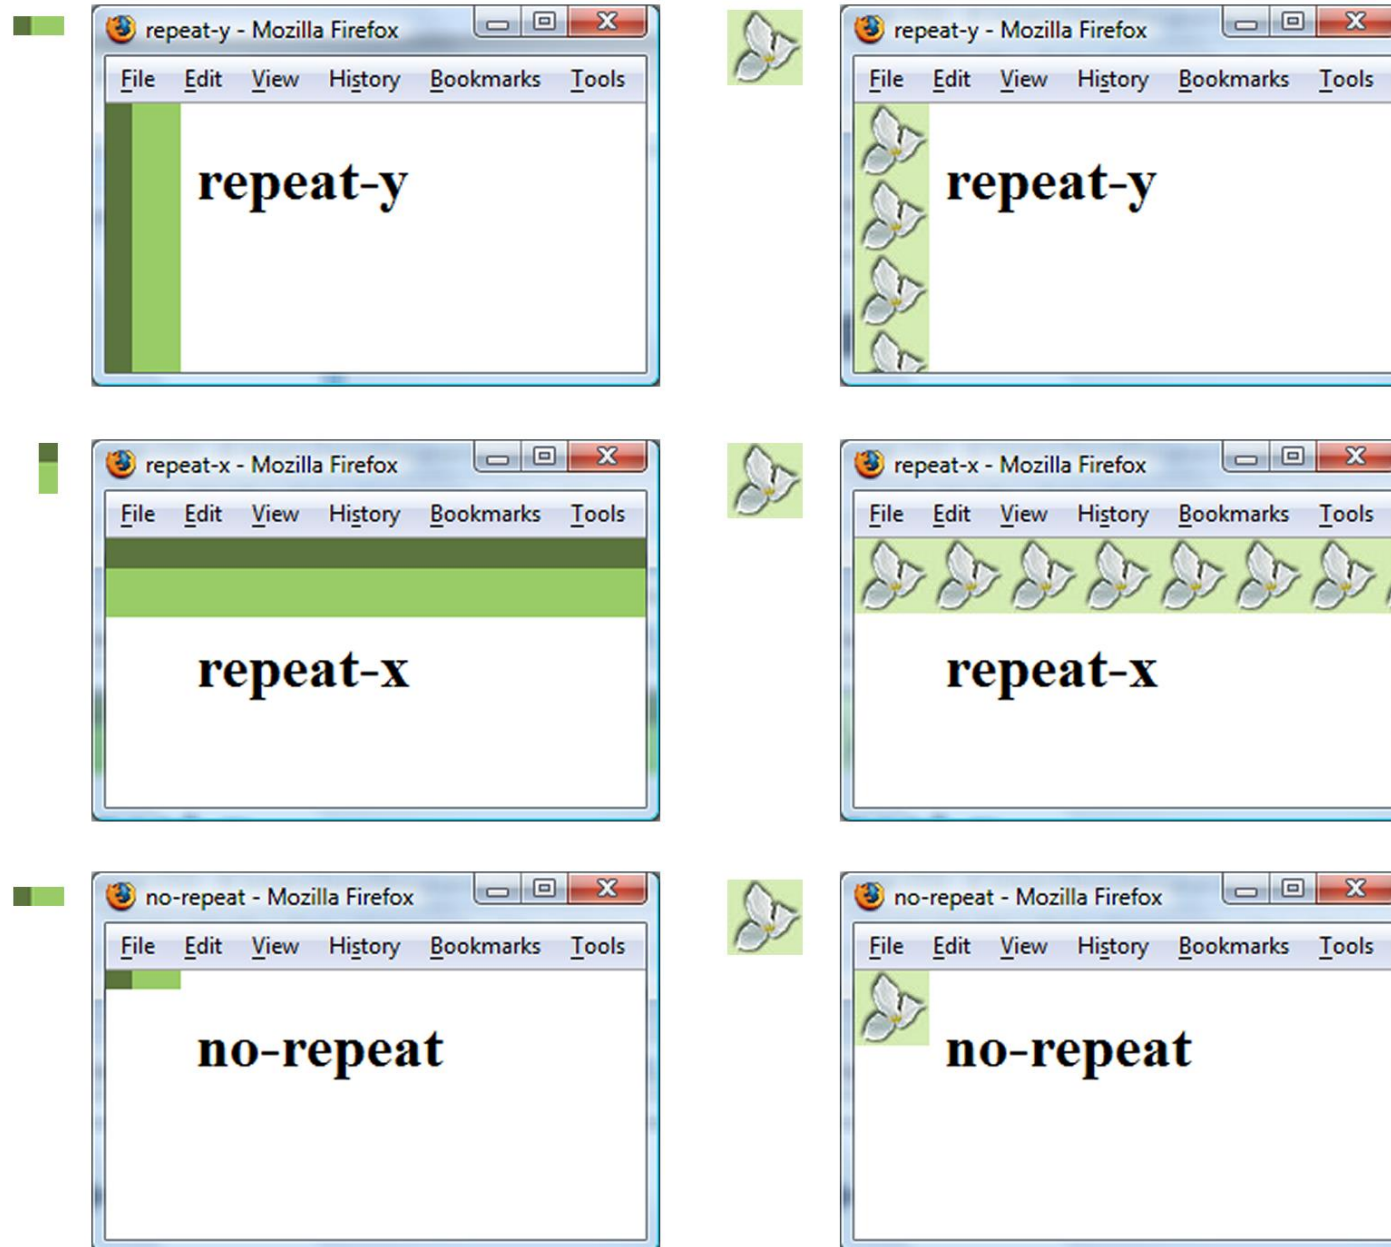 repeat-y - Mozilla Firefox
File Edit View History Bookmarks Tools
repeat-y
repeat-y - Mozilla Firefox
File Edit View History Bookmarks Tools
repeat-y
repeat-x - Mozilla Firefox
File Edit View History Bookmarks Tools
repeat-x
repeat-x - Mozilla Firefox
File Edit View History Bookmarks Tools
repeat-x
no-repeat - Mozilla Firefox
File Edit View History Bookmarks Tools
no-repeat
no-repeat - Mozilla Firefox
File Edit View History Bookmarks Tools
no-repeat